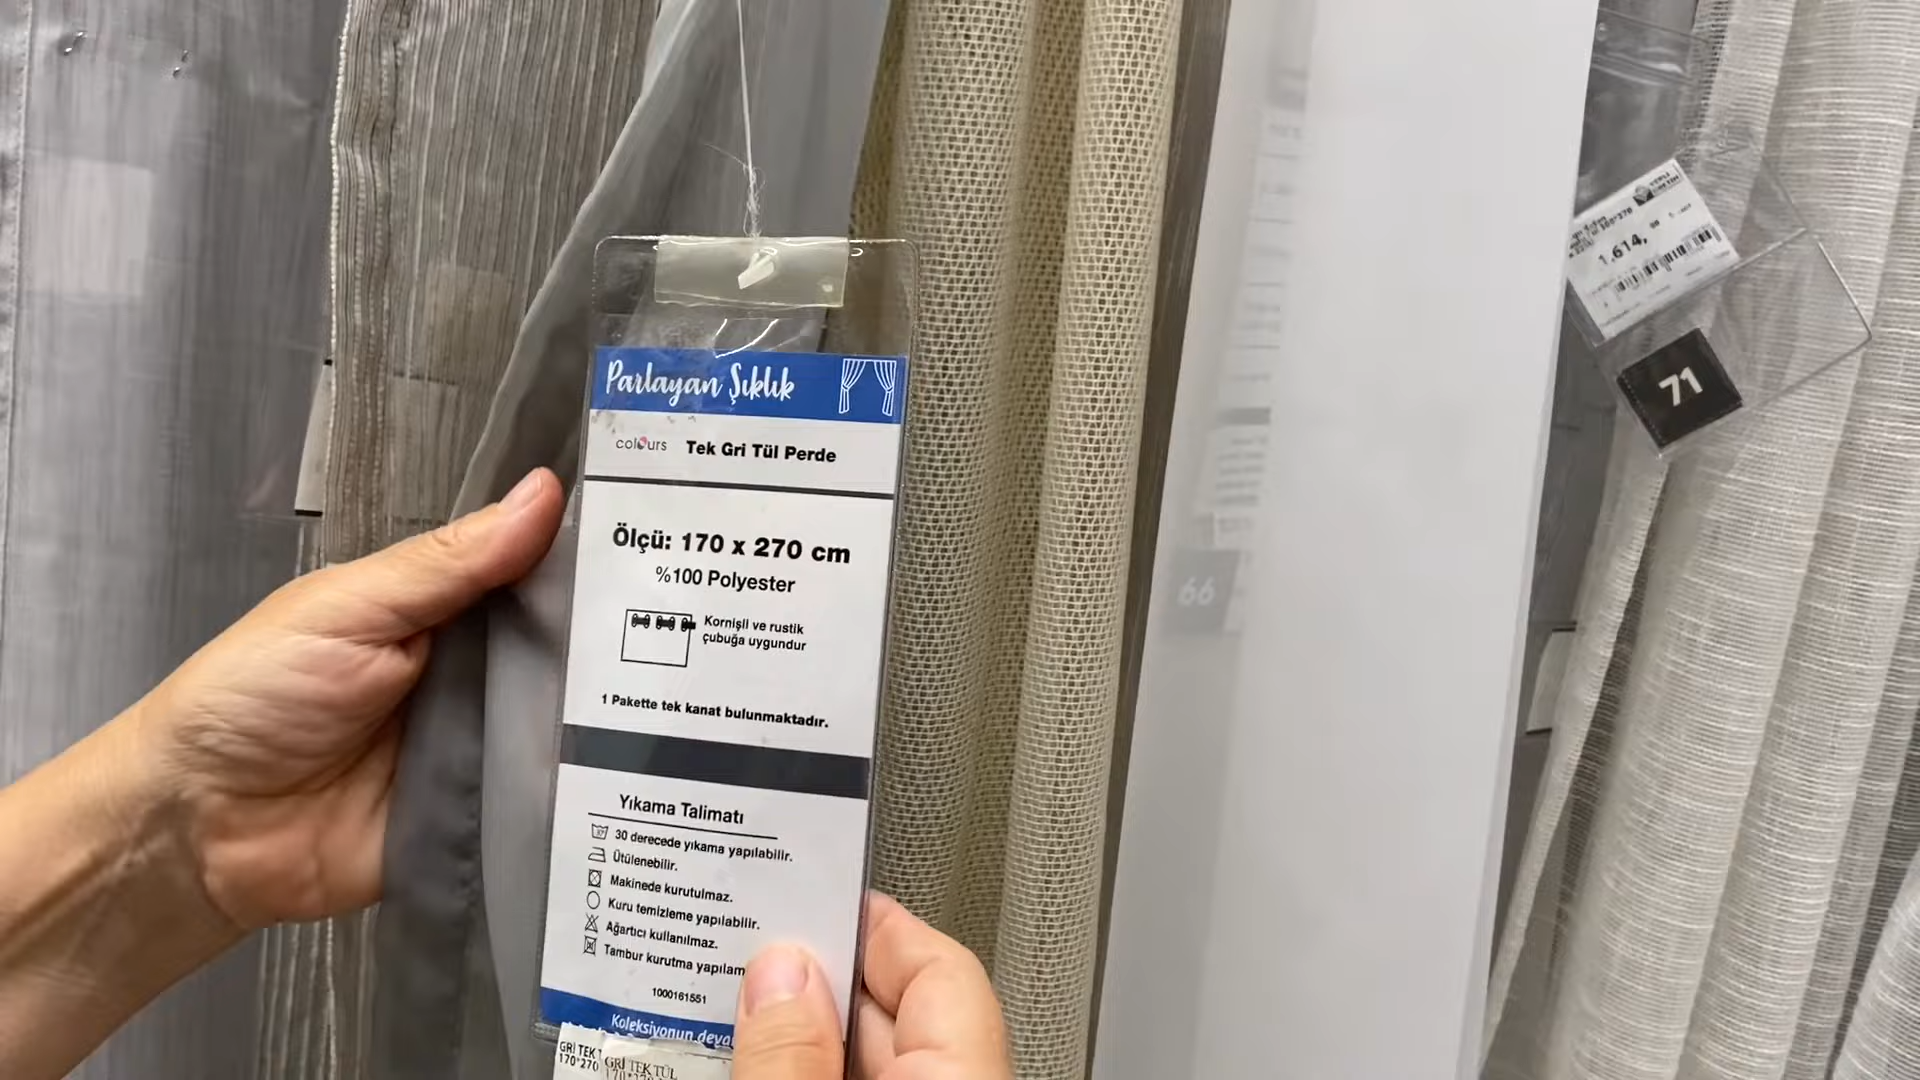 Parlayan Şıklık
colours Tek Gri Tül Perde
Ölçü: 170 x 270 cm
%100 Polyester
Kornişli ve rustik
çubuğa uygundur
1 Pakette tek kanat bulunmaktadır.
Yıkama Talimatı
30 derecede yıkama yapılabilir.
Ütülenebilir.
Makinede kurutulmaz.
Kuru temizleme yapılabilir.
Ağartıcı kullanılmaz.
Tambur kurutma yapılam
1000161551
Koleksiyonun deva
GRİ TEK T
170*270
GRİ TEK TÜL
1.614,
71
66